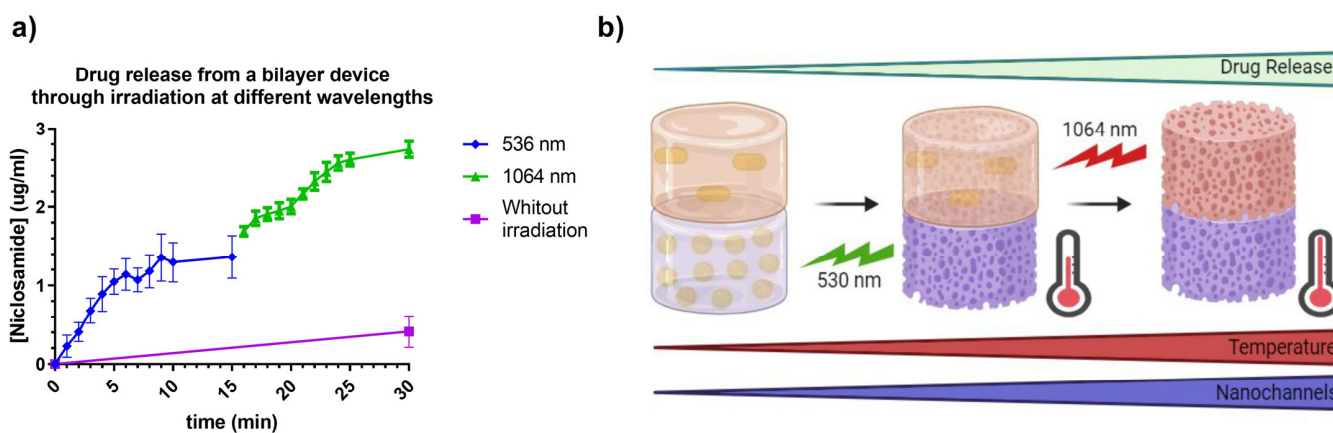 a)
Drug release from a bilayer device
through irradiation at different wavelengths
[Niclosamide] (ug/ml)
3
2
1
0
0
5
10
15
20
25
30
time (min)
536 nm
1064 nm
Whitout
irradiation
b)
Drug Release
1064 nm
530 nm
Temperature
Nanochannels